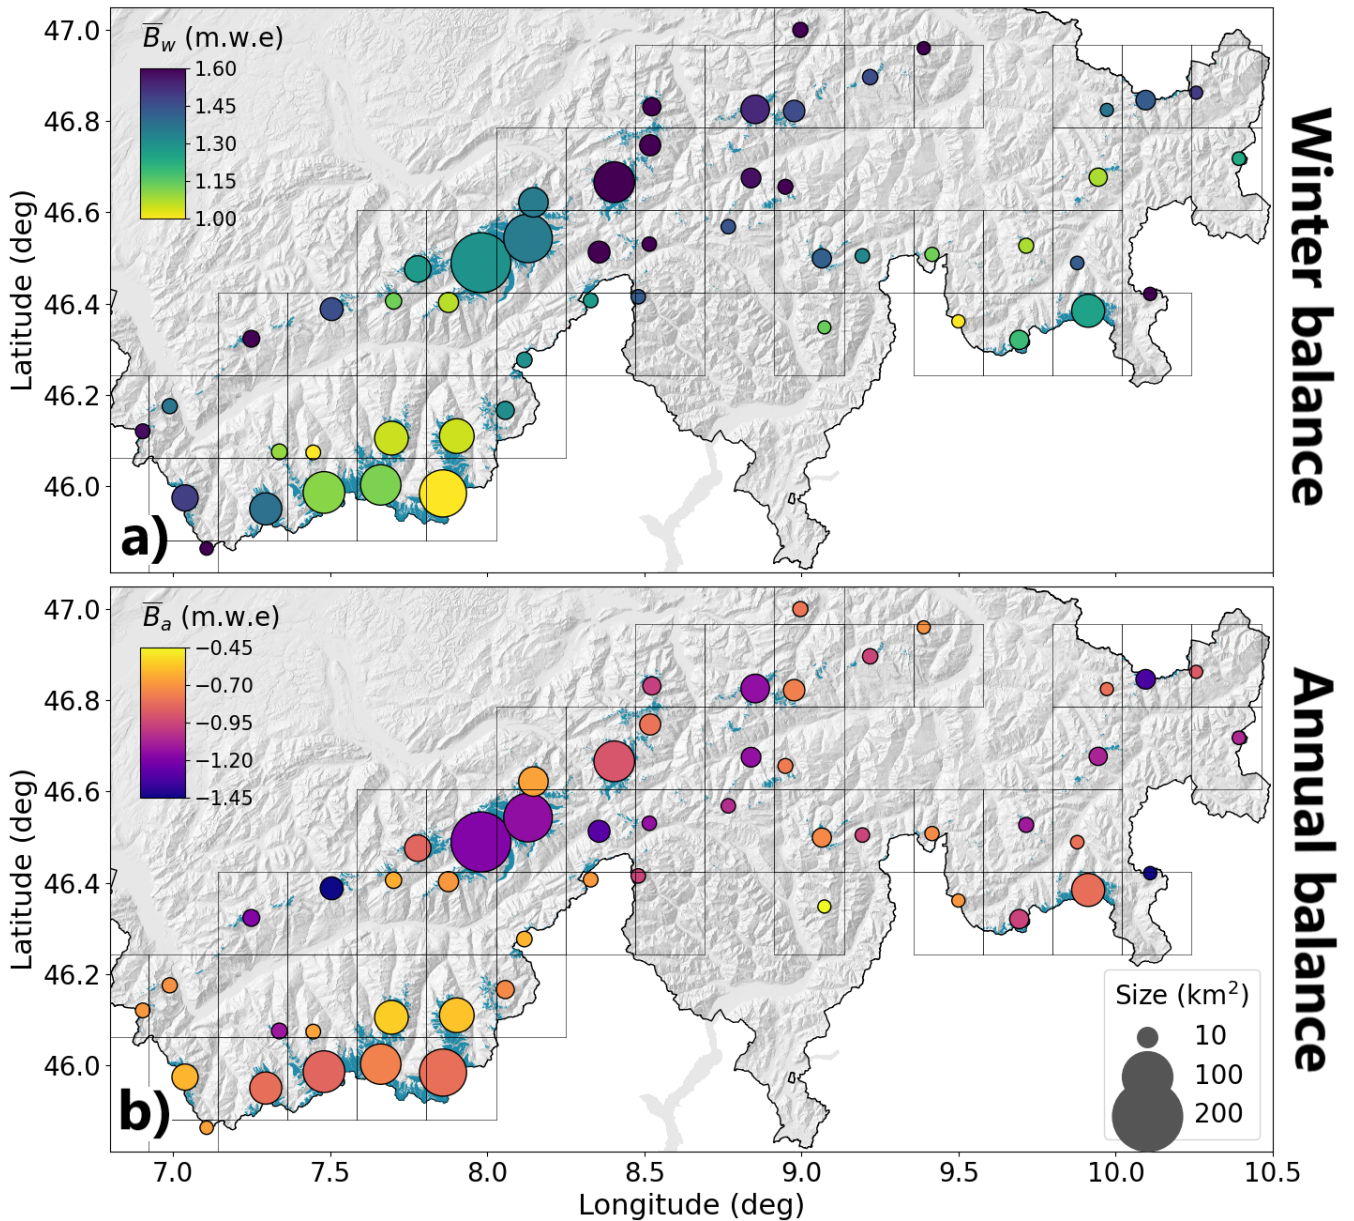 B̅w (m.w.e)
1.60
1.45
1.30
1.15
1.00
47.0
46.8
46.6
46.4
46.2
46.0
Latitude (deg)
a)
Winter balance
B̅a (m.w.e)
−0.45
−0.70
−0.95
−1.20
−1.45
47.0
46.8
46.6
46.4
46.2
46.0
Latitude (deg)
b)
Annual balance
Size (km²)
10
100
200
7.0 7.5 8.0 8.5 9.0 9.5 10.0 10.5
Longitude (deg)